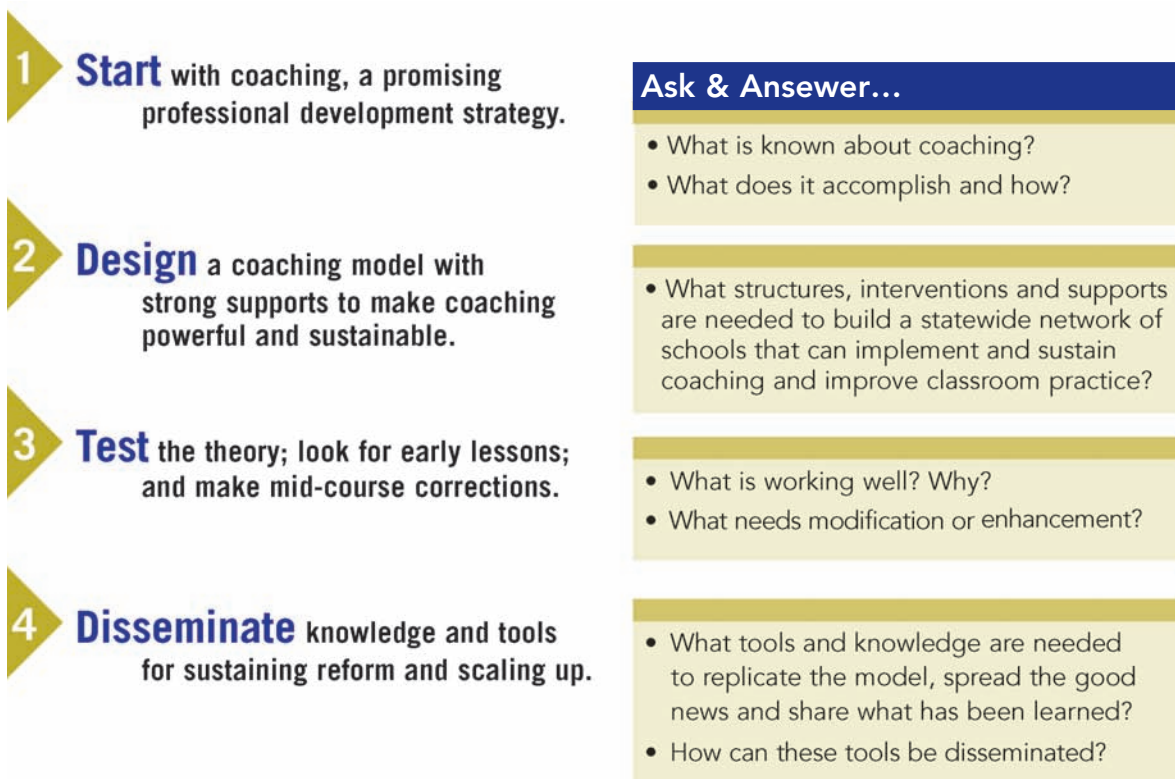 1
Start with coaching, a promising
professional development strategy.
Ask & Ansewer...
• What is known about coaching?
• What does it accomplish and how?
2
Design a coaching model with
strong supports to make coaching
powerful and sustainable.
• What structures, interventions and supports
are needed to build a statewide network of
schools that can implement and sustain
coaching and improve classroom practice?
3
Test the theory; look for early lessons;
and make mid-course corrections.
• What is working well? Why?
• What needs modification or enhancement?
4
Disseminate knowledge and tools
for sustaining reform and scaling up.
• What tools and knowledge are needed
to replicate the model, spread the good
news and share what has been learned?
• How can these tools be disseminated?